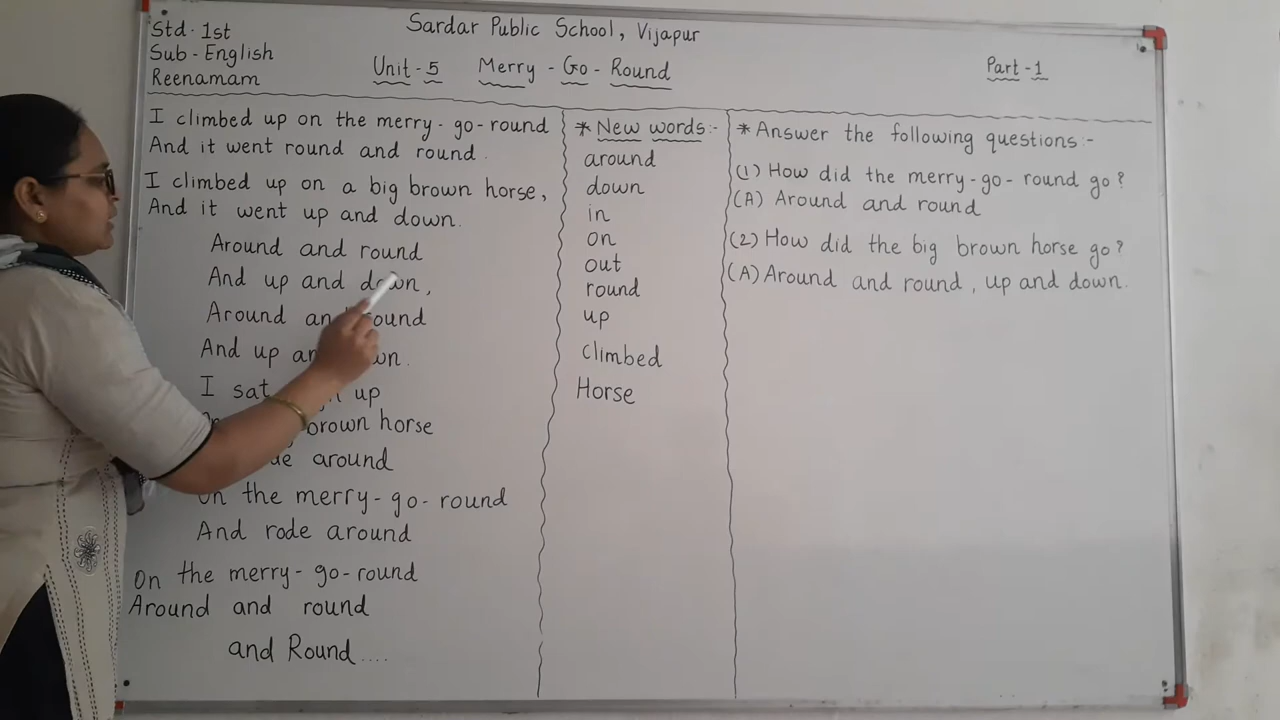 Std. 1st
Sub - English
Reenamam
Sardar Public School, Vijapur
Unit - 5 Merry - Go - Round
Part - 1
I climbed up on the merry- go- round
And it went round and round.
I climbed up on a big brown horse,
And it went up and down.
Around and round
And up and down,
Around and round
And up
I sat up
brown horse
around
On the merry- go- round
And rode around
On the merry- go- round
Around and round
and Round....
* New words:-
around
down
in
on
out
round
up
climbed
Horse
* Answer the following questions:-
(1) How did the merry-go-round go?
(A) Around and round
(2) How did the big brown horse go?
(A) Around and round, up and down.